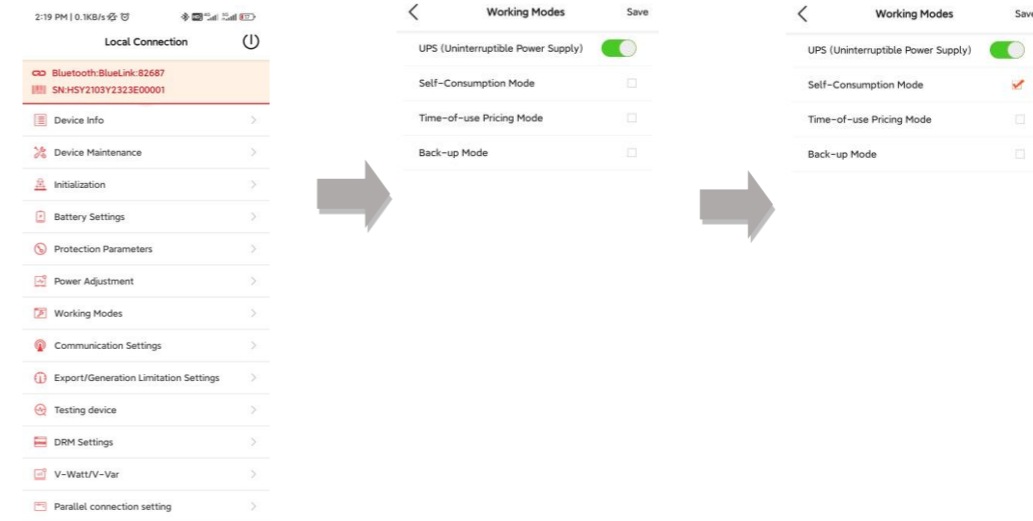 2:19 PM | 0.1KB/s
Local Connection
Bluetooth:BlueLink:82687
SN:HSY2103Y2323E00001
Device Info
Device Maintenance
Initialization
Battery Settings
Protection Parameters
Power Adjustment
Working Modes
Communication Settings
Export/Generation Limitation Settings
Testing device
DRM Settings
V-Watt/V-Var
Parallel connection setting
Working Modes Save
UPS (Uninterruptible Power Supply)
Self-Consumption Mode
Time-of-use Pricing Mode
Back-up Mode
Working Modes Save
UPS (Uninterruptible Power Supply)
Self-Consumption Mode
Time-of-use Pricing Mode
Back-up Mode